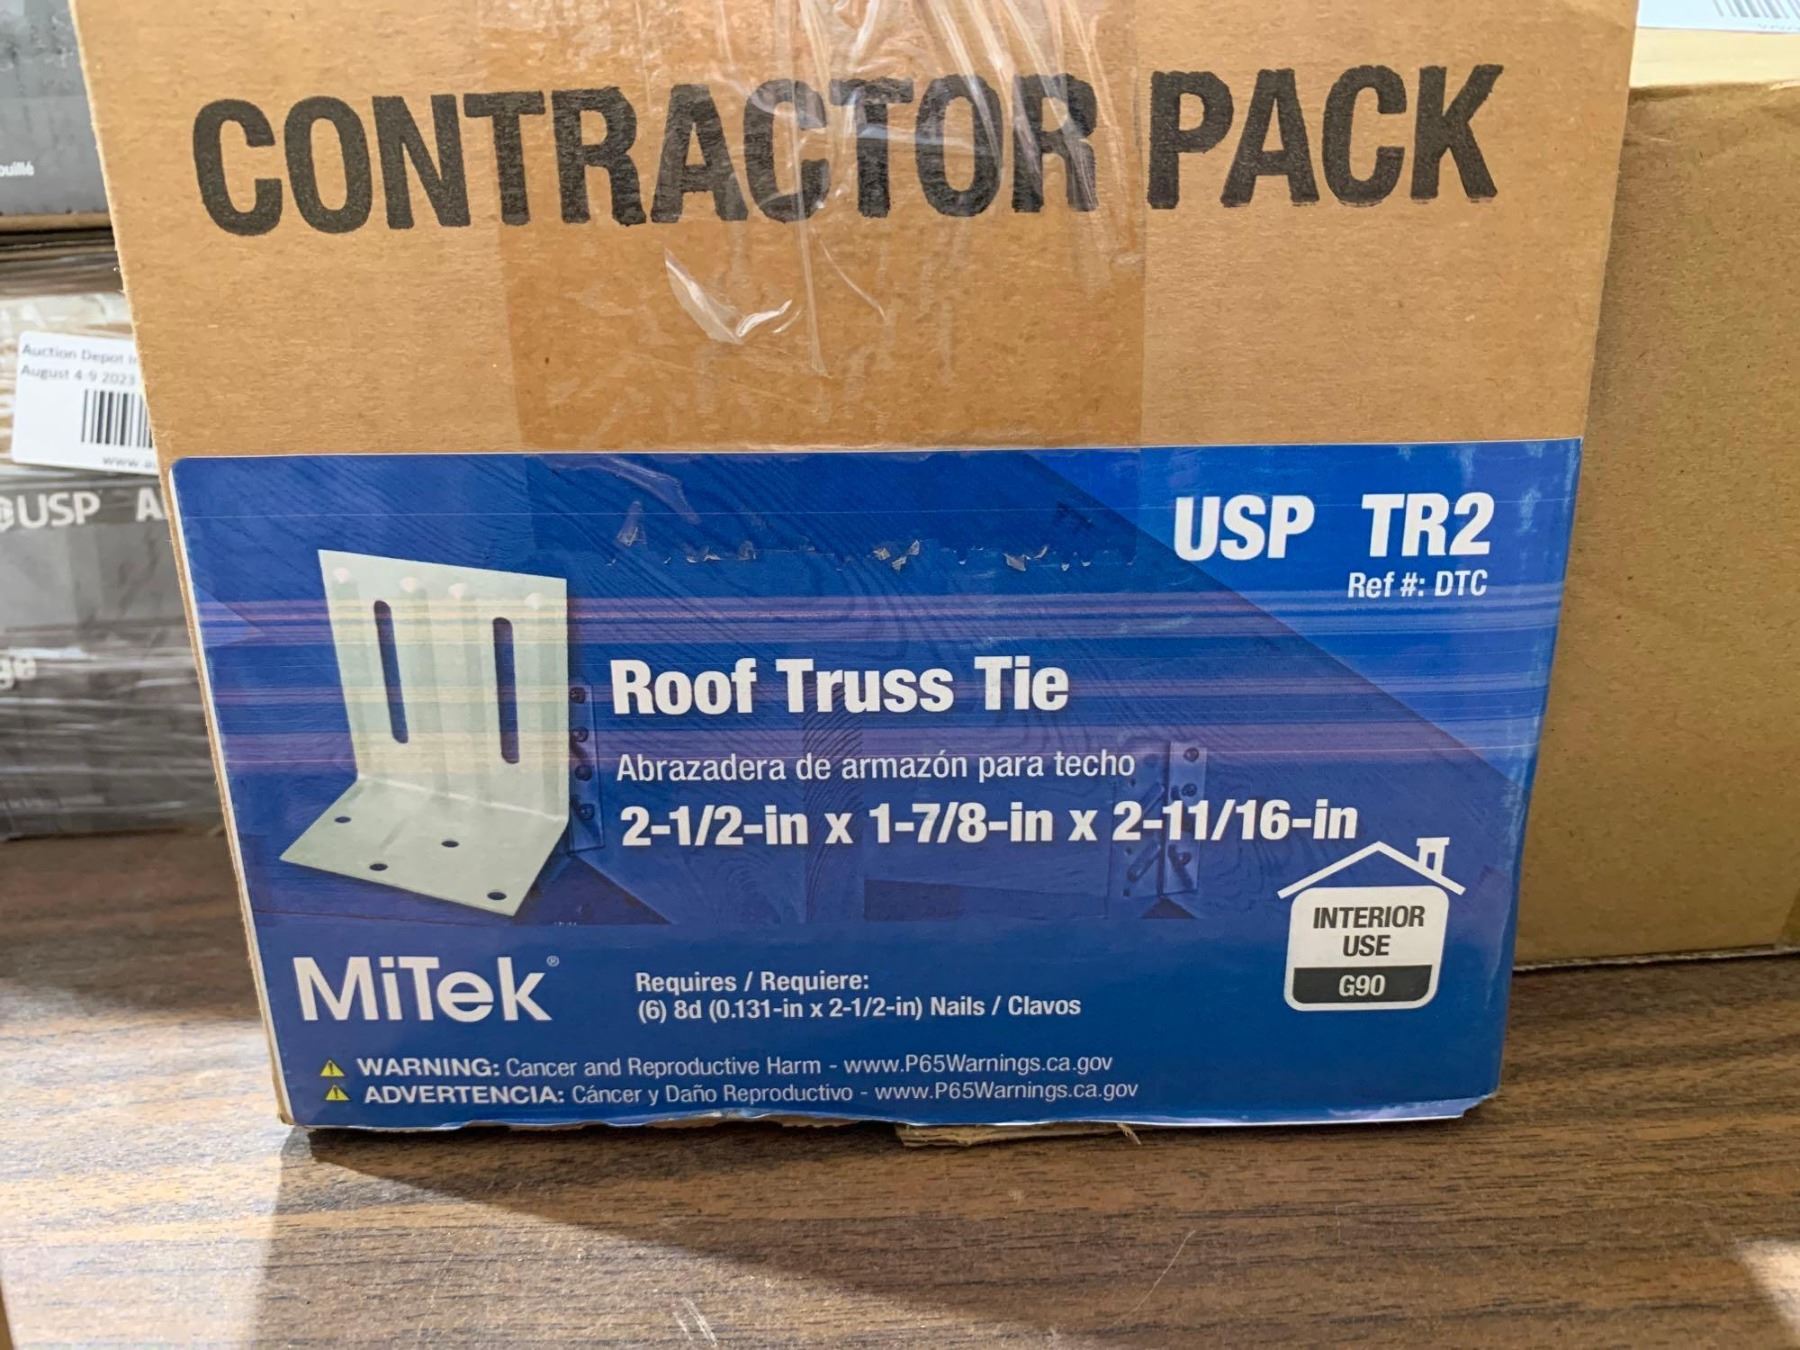 CONTRACTOR PACK
USP TR2
Ref #: DTC
Roof Truss Tie
Abrazadera de armazón para techo
2-1/2-in x 1-7/8-in x 2-11/16-in
INTERIOR
USE
G90
MiTek®
Requires / Requiere:
(6) 8d (0.131-in x 2-1/2-in) Nails / Clavos
WARNING: Cancer and Reproductive Harm - www.P65Warnings.ca.gov
ADVERTENCIA: Cáncer y Daño Reproductivo - www.P65Warnings.ca.gov
Auction Depot
August 4-9 2023
www.
USP